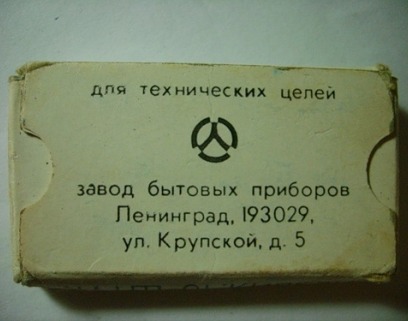 для технических целей
завод бытовых приборов
Ленинград, 193029,
ул. Крупской, д. 5